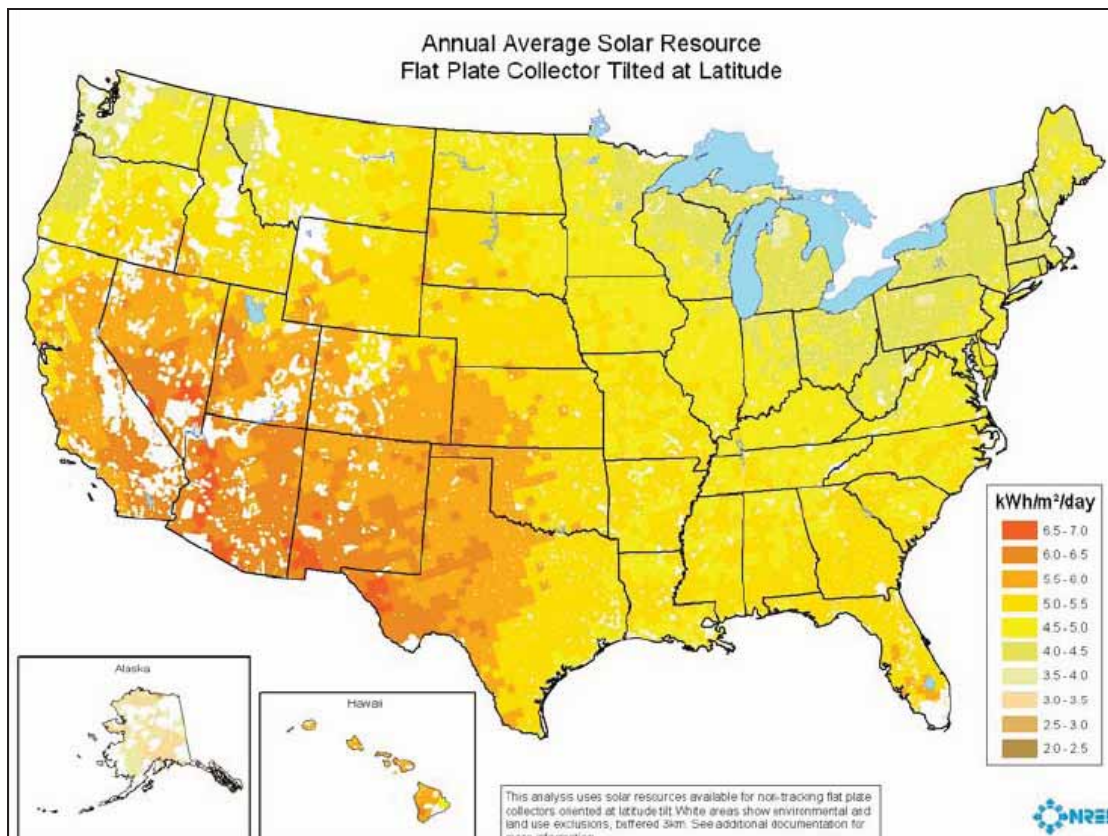 Annual Average Solar Resource
Flat Plate Collector Tilted at Latitude
kWh/m²/day
6.5 - 7.0
6.0 - 6.5
5.5 - 6.0
5.0 - 5.5
4.5 - 5.0
4.0 - 4.5
3.5 - 4.0
3.0 - 3.5
2.5 - 3.0
2.0 - 2.5
Alaska
Hawaii
This analysis uses solar resources available for non-tracking flat plate
collectors oriented at latitude tilt. White areas show environmental and
land use exclusions, buffered 3km. See additional documentation for
more information.
NREL